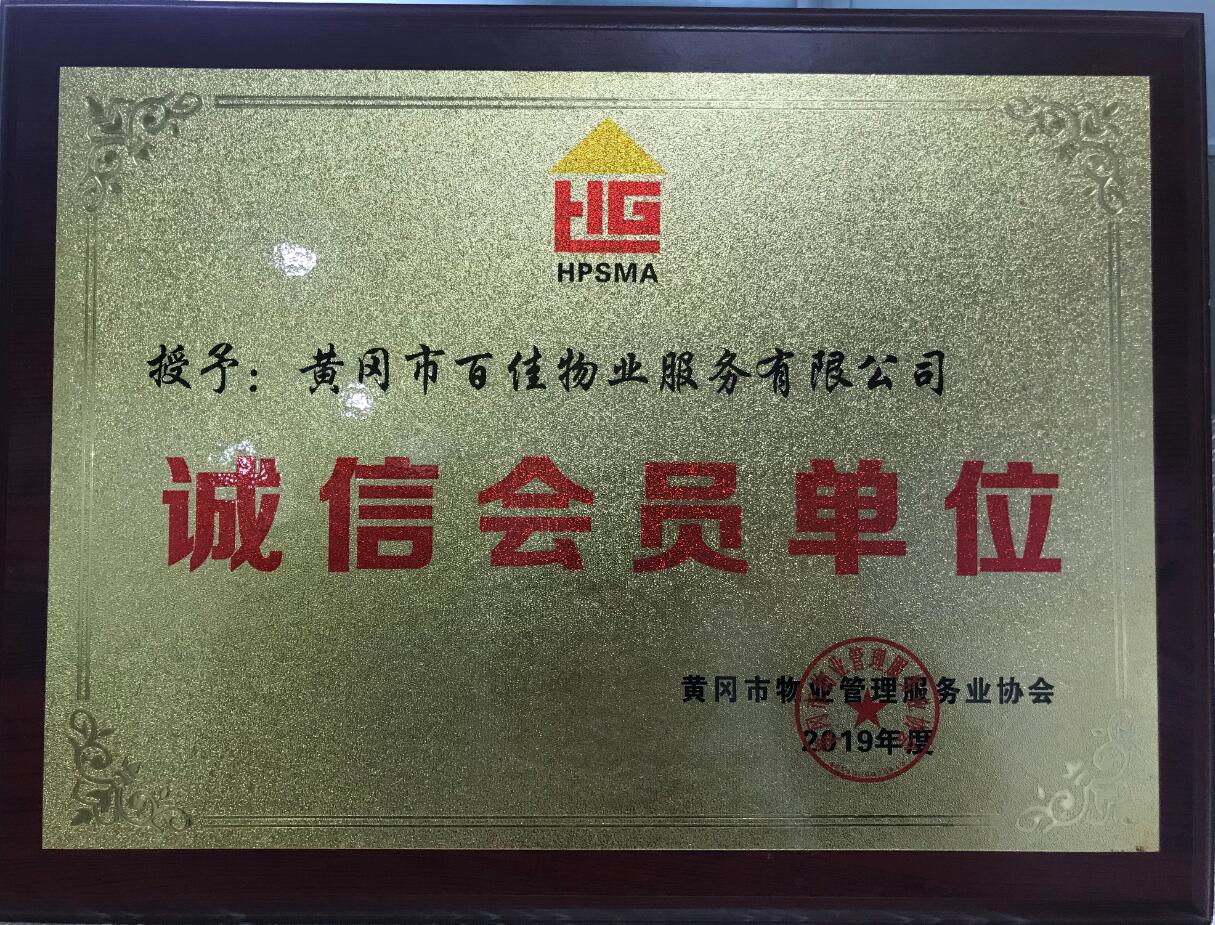 HG
HPSMA
授予：黄冈市百佳物业服务有限公司
诚信会员单位
黄冈市物业管理服务业协会
2019年度